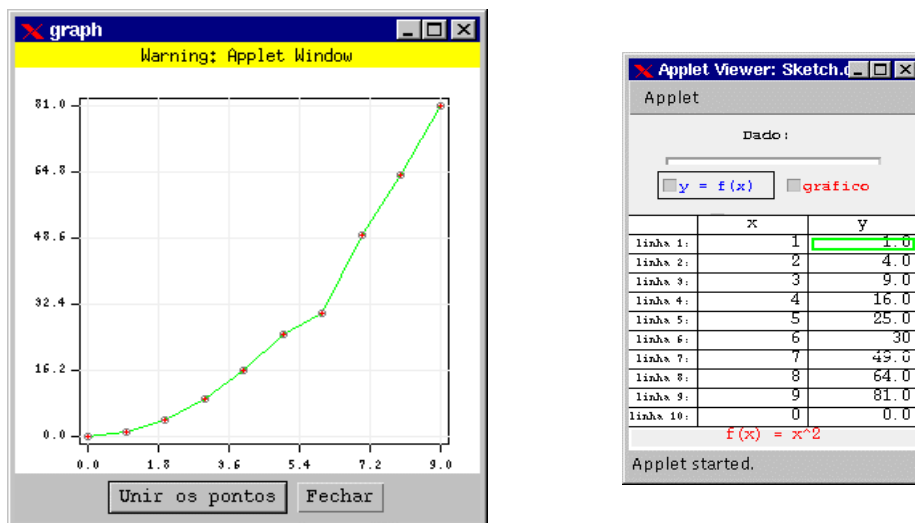 graph
Warning: Applet Window
81.0
64.8
48.6
32.4
16.2
0.0
0.0 1.8 3.6 5.4 7.2 9.0
Unir os pontos Fechar
Applet Viewer: Sketch.
Applet
Dado:
y = f(x) gráfico
x y
linha 1: 1 1.0
linha 2: 2 4.0
linha 3: 3 9.0
linha 4: 4 16.0
linha 5: 5 25.0
linha 6: 6 30
linha 7: 7 49.0
linha 8: 8 64.0
linha 9: 9 81.0
linha 10: 0 0.0
f(x) = x^2
Applet started.